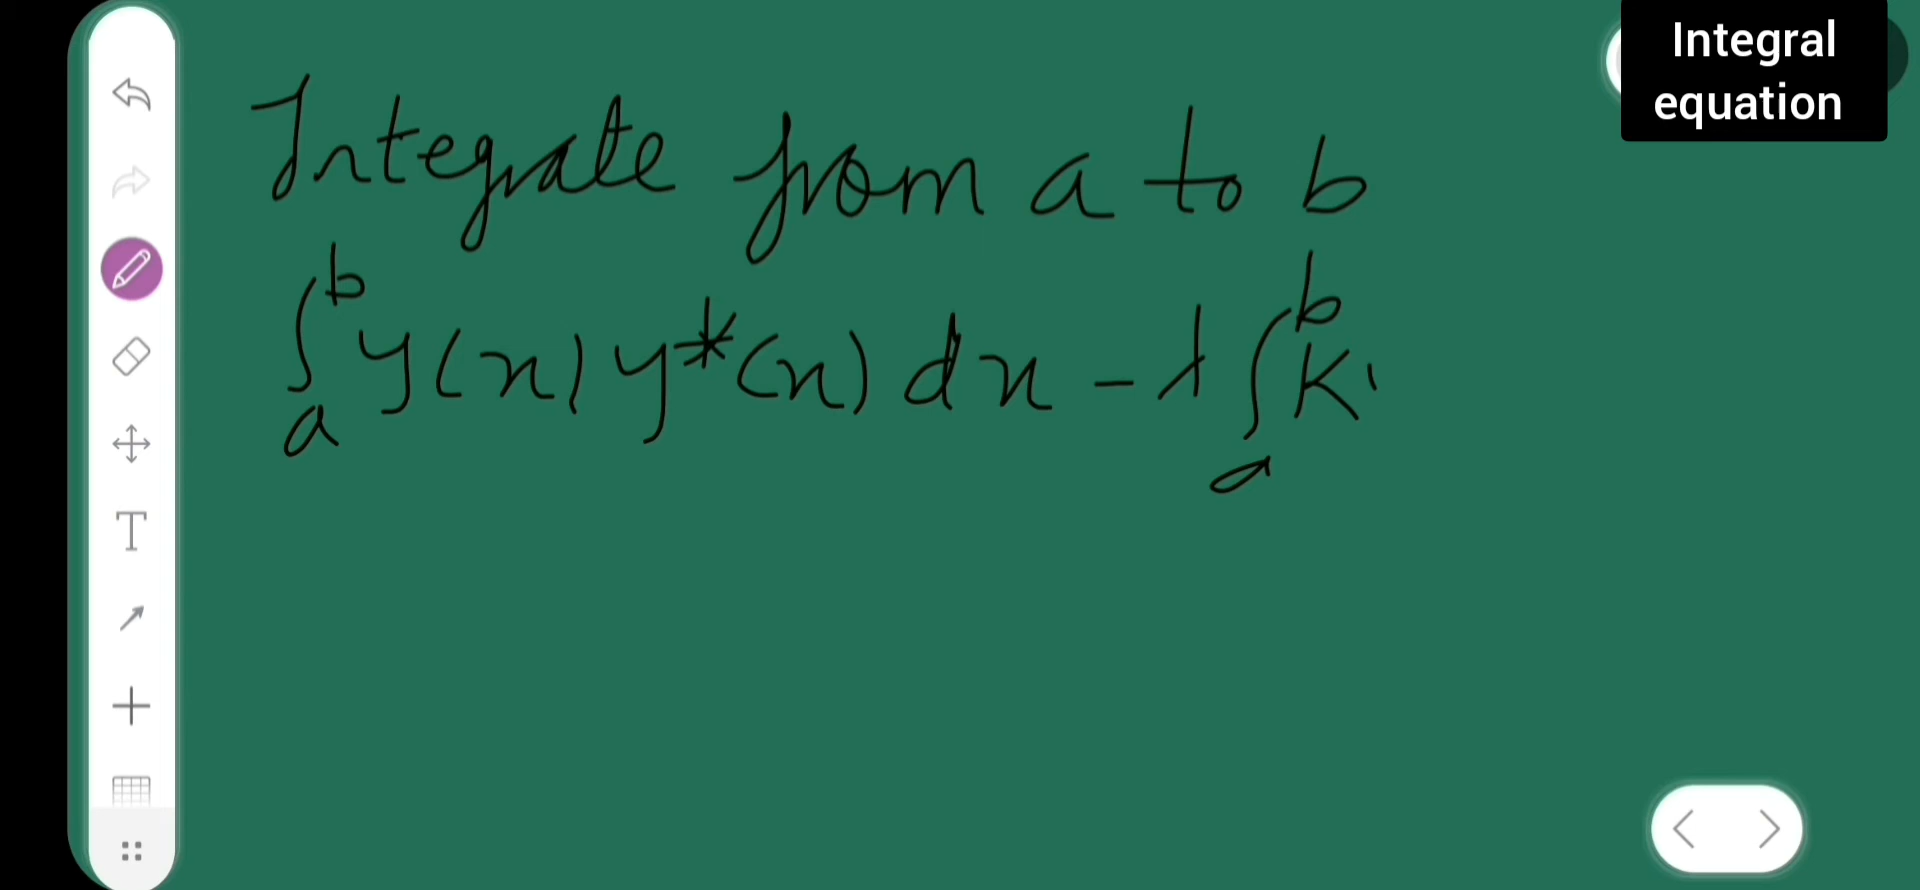 Integral
equation
Integrate from a to b
∫ₐᵇ y(x) y*(x) dx - λ ∫ₐᵇ K